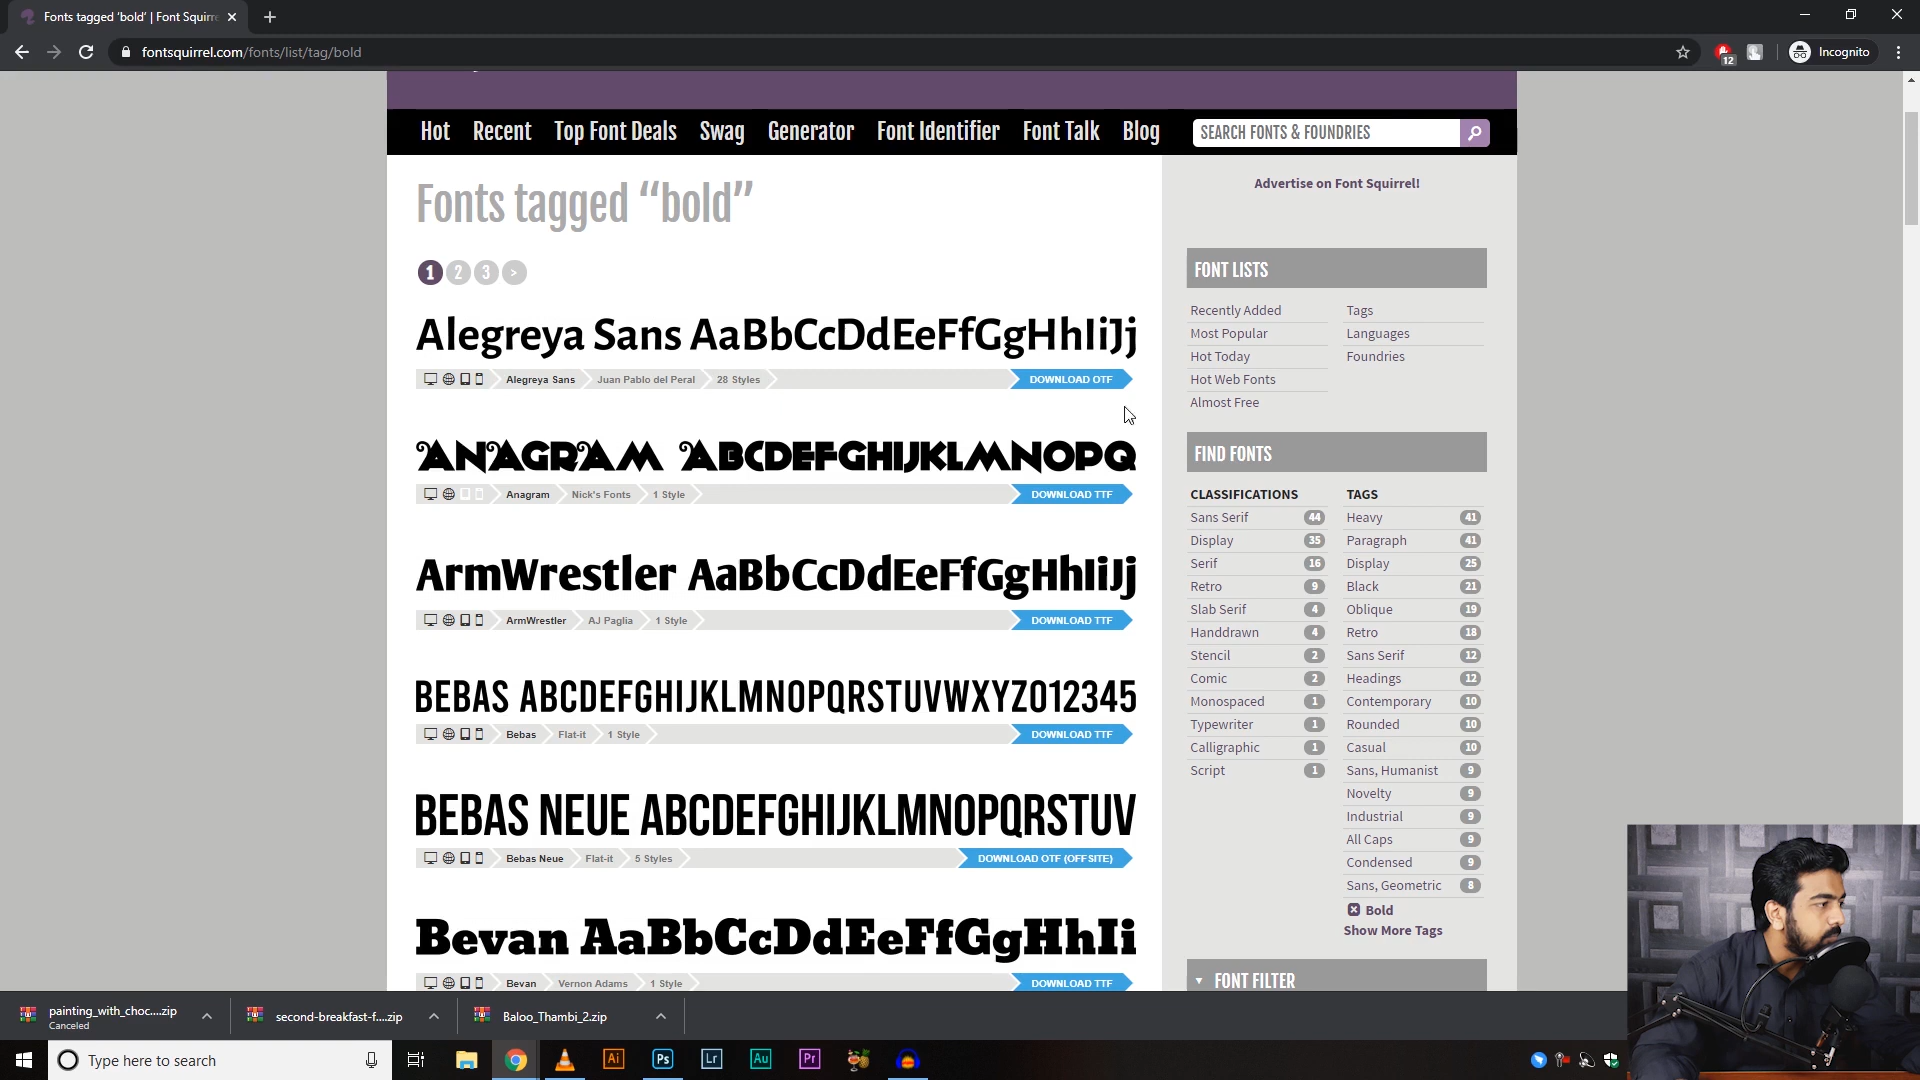 Fonts tagged 'bold' | Font Squirre
fontsquirrel.com/fonts/list/tag/bold
12
Incognito
Hot Recent Top Font Deals Swag Generator Font Identifier Font Talk Blog
SEARCH FONTS & FOUNDRIES
Fonts tagged “bold”
1 2 3 >
Alegreya Sans AaBbCcDdEeFfGgHhIiJj
Alegreya Sans Juan Pablo del Peral 28 Styles DOWNLOAD OTF
ANAGRAM ABCDEFGHIJKLMNOPQ
Anagram Nick's Fonts 1 Style DOWNLOAD TTF
ArmWrestler AaBbCcDdEeFfGgHhIiJj
ArmWrestler AJ Paglia 1 Style DOWNLOAD TTF
BEBAS ABCDEFGHIJKLMNOPQRSTUVWXYZ012345
Bebas Flat-it 1 Style DOWNLOAD TTF
BEBAS NEUE ABCDEFGHIJKLMNOPQRSTUV
Bebas Neue Flat-it 5 Styles DOWNLOAD OTF (OFFSITE)
Bevan AaBbCcDdEeFfGgHhIi
Bevan Vernon Adams 1 Style DOWNLOAD TTF
Advertise on Font Squirrel!
FONT LISTS
Recently Added Tags
Most Popular Languages
Hot Today Foundries
Hot Web Fonts
Almost Free
FIND FONTS
CLASSIFICATIONS
Sans Serif 44
Display 35
Serif 16
Retro 9
Slab Serif 4
Handdrawn 4
Stencil 2
Comic 2
Monospaced 1
Typewriter 1
Calligraphic 1
Script 1
TAGS
Heavy 41
Paragraph 41
Display 25
Black 21
Oblique 19
Retro 18
Sans Serif 12
Headings 12
Contemporary 10
Rounded 10
Casual 10
Sans, Humanist 9
Novelty 9
Industrial 9
All Caps 9
Condensed 9
Sans, Geometric 8
Bold
Show More Tags
FONT FILTER
painting_with_choc....zip
Canceled
second-breakfast-f....zip
Baloo_Thambi_2.zip
Type here to search
Ai Ps Lr Au Pr